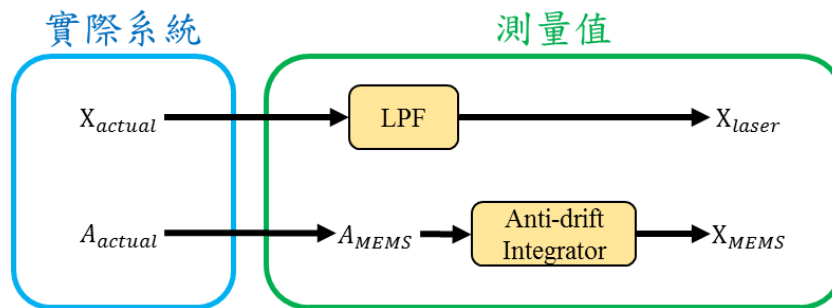 實際系統
測量值
X_actual
LPF
X_laser
A_actual
A_MEMS
Anti-drift
Integrator
X_MEMS